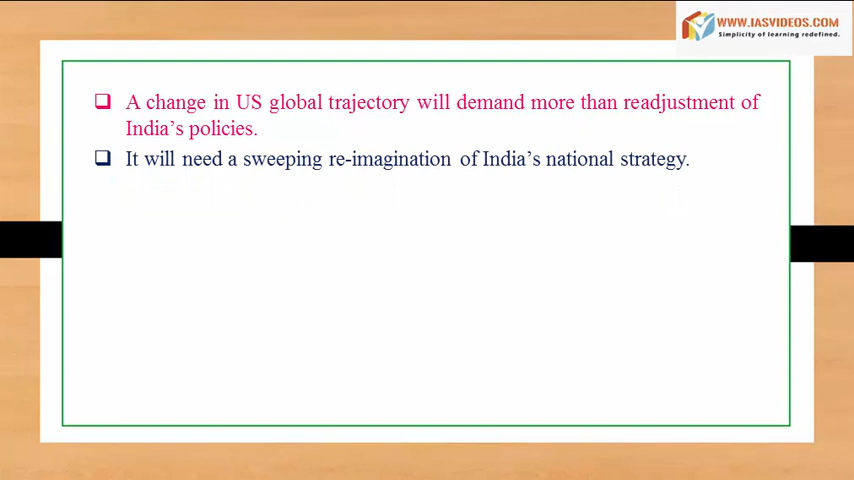 WWW.IASVIDEOS.COM
Simplicity of learning redefined.
A change in US global trajectory will demand more than readjustment of
India's policies.
It will need a sweeping re-imagination of India's national strategy.